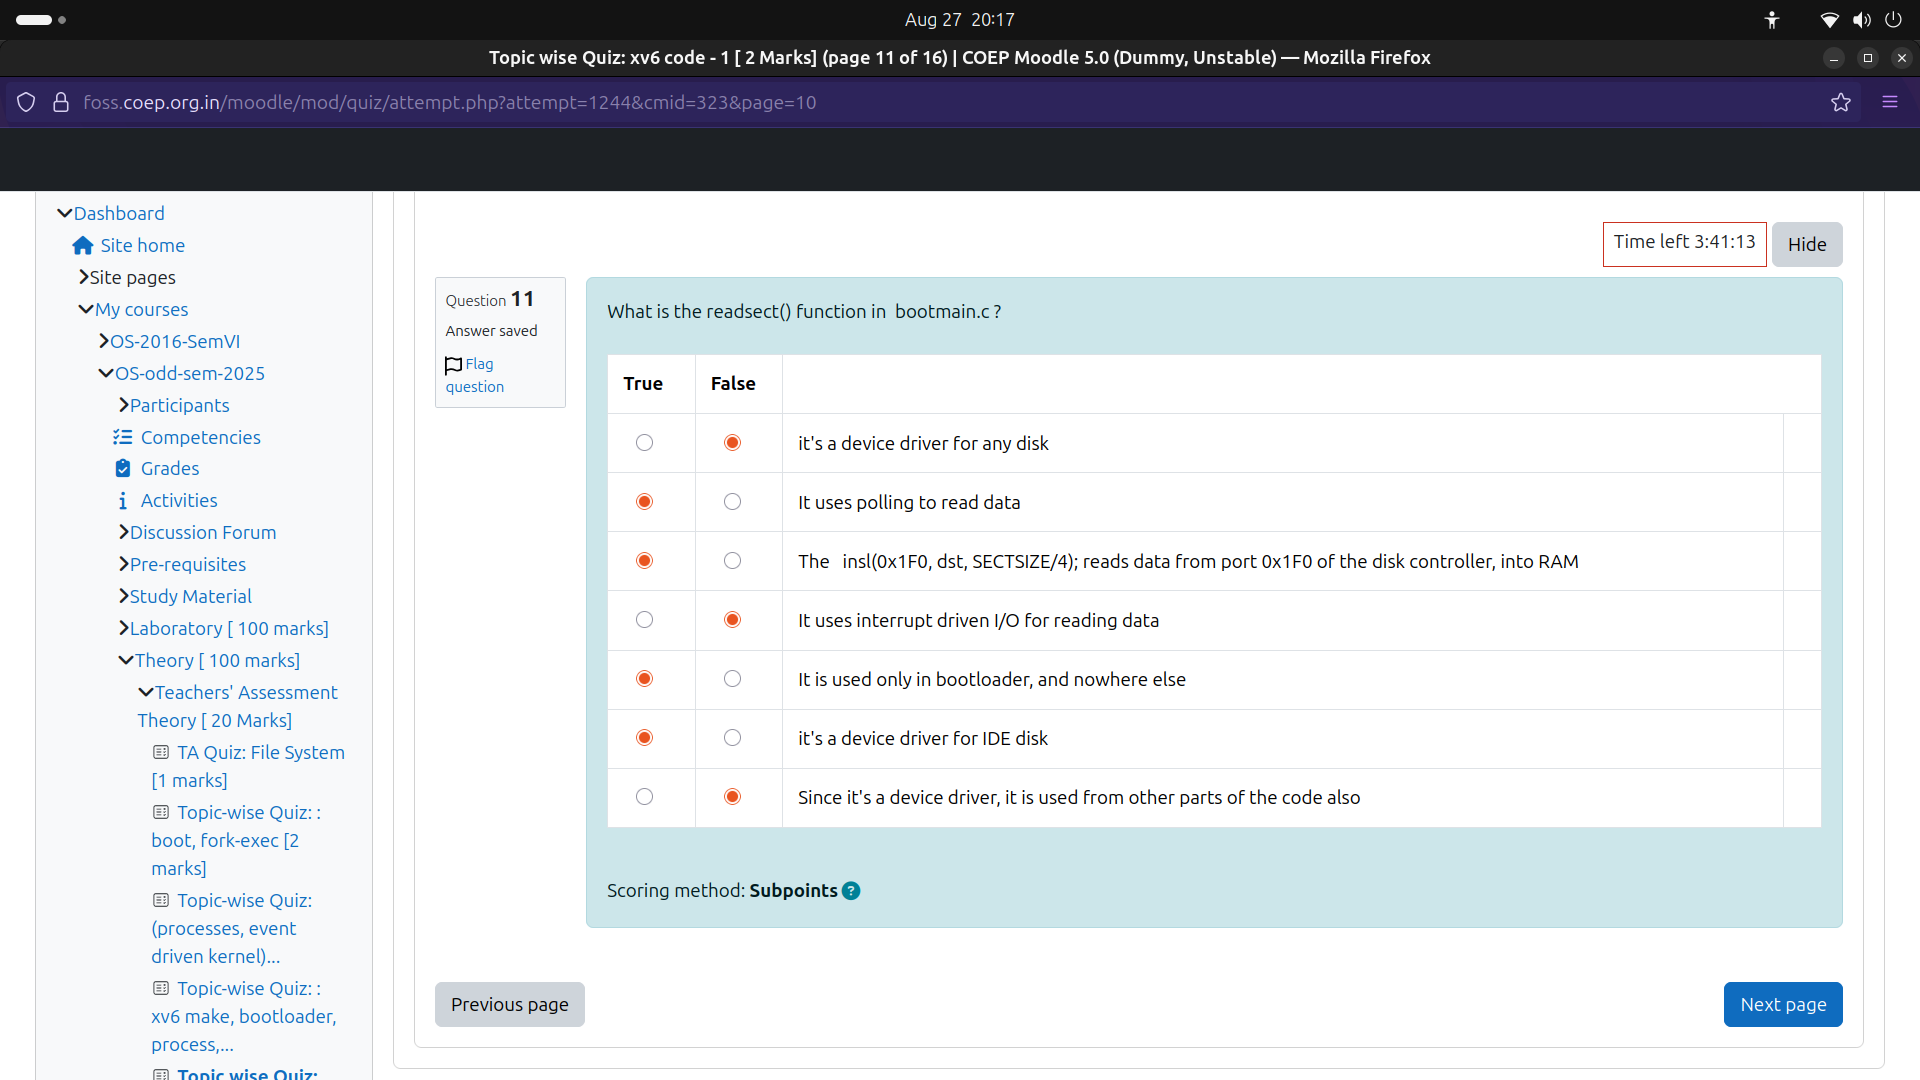 Aug 27 20:17
Topic wise Quiz: xv6 code - 1 [ 2 Marks] (page 11 of 16) | COEP Moodle 5.0 (Dummy, Unstable) — Mozilla Firefox
foss.coep.org.in/moodle/mod/quiz/attempt.php?attempt=1244&cmid=323&page=10
Dashboard
Site home
Site pages
My courses
OS-2016-SemVI
OS-odd-sem-2025
Participants
Competencies
Grades
Activities
Discussion Forum
Pre-requisites
Study Material
Laboratory [ 100 marks]
Theory [ 100 marks]
Teachers' Assessment
Theory [ 20 Marks]
TA Quiz: File System
[1 marks]
Topic-wise Quiz: :
boot, fork-exec [2
marks]
Topic-wise Quiz:
(processes, event
driven kernel)...
Topic-wise Quiz: :
xv6 make, bootloader,
process,...
Topic wise Quiz:
Time left 3:41:13
Hide
Question 11
Answer saved
Flag
question
What is the readsect() function in bootmain.c ?
True False
it's a device driver for any disk
It uses polling to read data
The insl(0x1F0, dst, SECTSIZE/4); reads data from port 0x1F0 of the disk controller, into RAM
It uses interrupt driven I/O for reading data
It is used only in bootloader, and nowhere else
it's a device driver for IDE disk
Since it's a device driver, it is used from other parts of the code also
Scoring method: Subpoints ?
Previous page
Next page